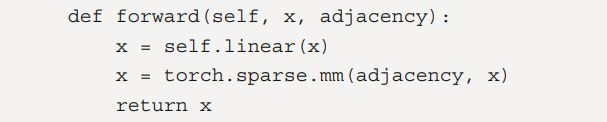 def forward(self, x, adjacency):
    x = self.linear(x)
    x = torch.sparse.mm(adjacency, x)
    return x